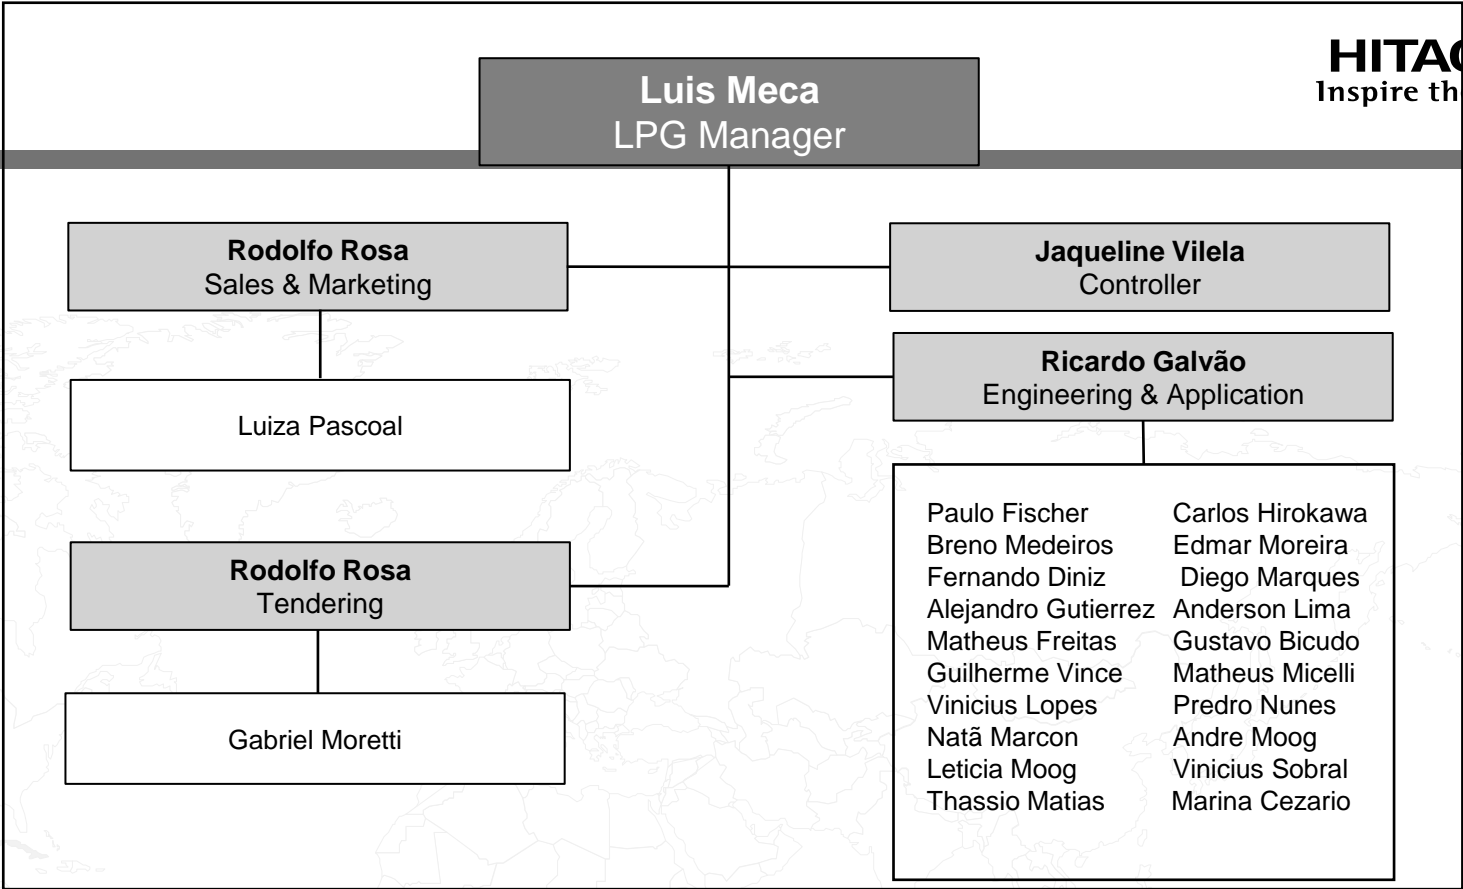 HITAC
Inspire th
Luis Meca
LPG Manager
Rodolfo Rosa
Sales & Marketing
Jaqueline Vilela
Controller
Ricardo Galvão
Engineering & Application
Luiza Pascoal
Rodolfo Rosa
Tendering
Gabriel Moretti
Paulo Fischer Carlos Hirokawa
Breno Medeiros Edmar Moreira
Fernando Diniz Diego Marques
Alejandro Gutierrez Anderson Lima
Matheus Freitas Gustavo Bicudo
Guilherme Vince Matheus Micelli
Vinicius Lopes Predro Nunes
Natã Marcon Andre Moog
Leticia Moog Vinicius Sobral
Thassio Matias Marina Cezario